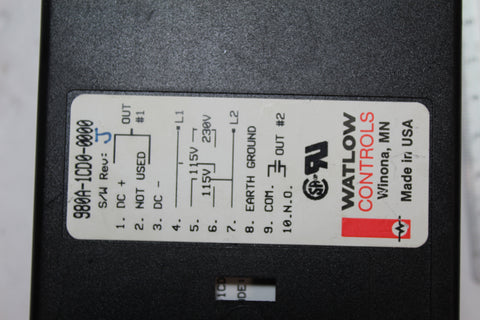 980A-1CD0-0000
S/W Rev: J
1. DC + OUT
2. NOT USED #1
3. DC -
4. L1
5. 115V
6. 115V 230V
7. L2
8. EARTH GROUND
9. COM. OUT #2
10. N.O.
WATLOW
CONTROLS
Winona, MN
Made in USA